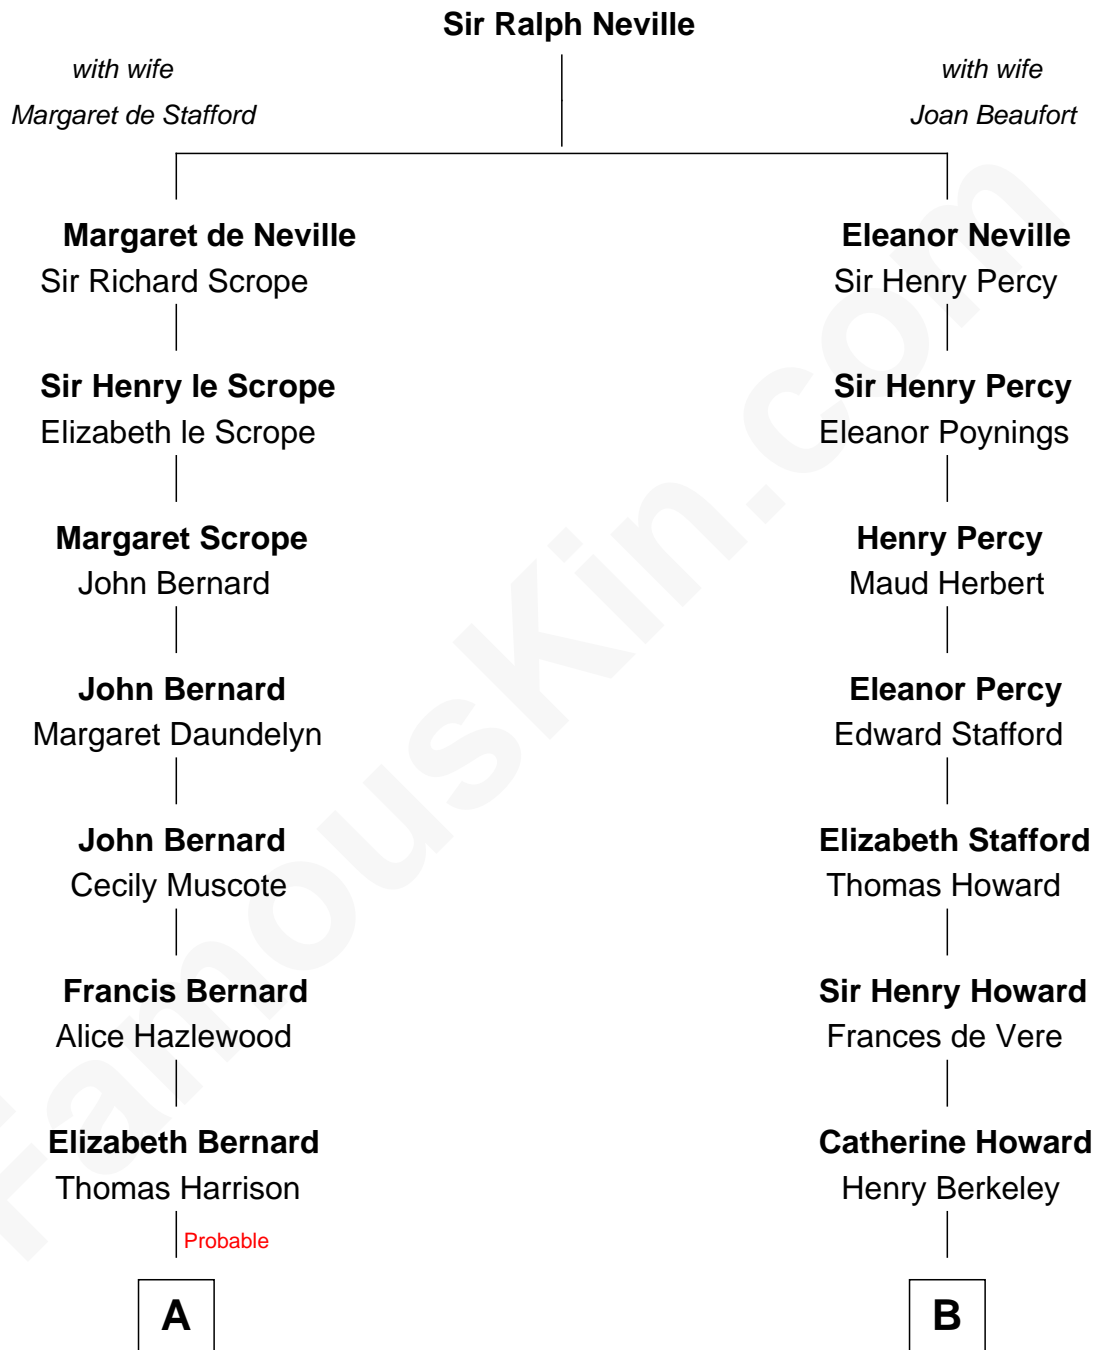 Sir Ralph Neville
with wife
Margaret de Stafford
with wife
Joan Beaufort
Margaret de Neville
Sir Richard Scrope
Eleanor Neville
Sir Henry Percy
Sir Henry le Scrope
Elizabeth le Scrope
Sir Henry Percy
Eleanor Poynings
Margaret Scrope
John Bernard
Henry Percy
Maud Herbert
John Bernard
Margaret Daundelyn
Eleanor Percy
Edward Stafford
John Bernard
Cecily Muscote
Elizabeth Stafford
Thomas Howard
Francis Bernard
Alice Hazlewood
Sir Henry Howard
Frances de Vere
Elizabeth Bernard
Thomas Harrison
Catherine Howard
Henry Berkeley
Probable
A
B
FamousKin.com